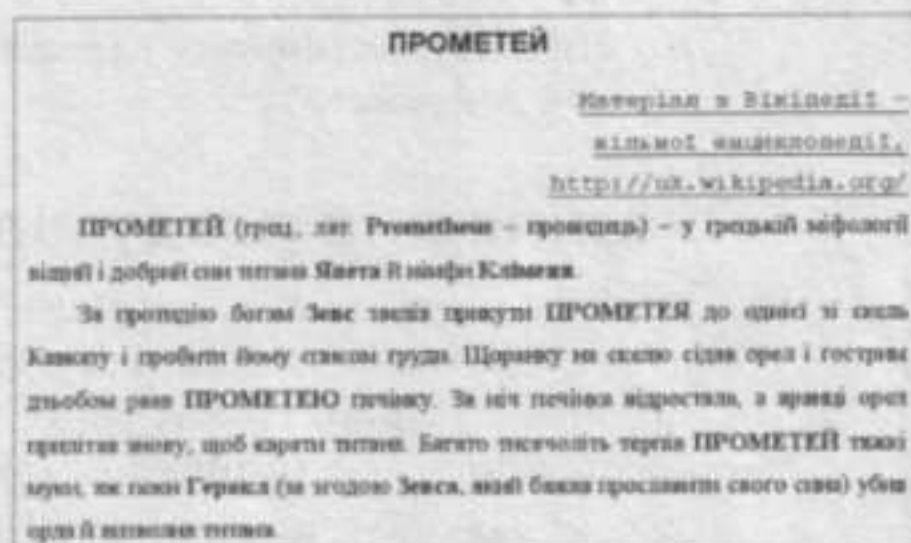 ПРОМЕТЕЙ
Матеріал з Вікіпедії –
вільної енциклопедії,
http://uk.wikipedia.org/
ПРОМЕТЕЙ (грец., лат. Prometheus – провидець) – у грецькій міфології
віщий і добрий син титана Япета й німфи Клімени.
За протидію богам Зевс звелів прикути ПРОМЕТЕЯ до однієї зі скель
Кавказу і пробити йому списом груди. Щоранку на скелю сідав орел і гострим
дзьобом рвав ПРОМЕТЕЮ печінку. За ніч печінка відростала, а вранці орел
прилітав знову, щоб карати титана. Багато тисячоліть терпів ПРОМЕТЕЙ тяжкі
муки, аж поки Геракл (за згодою Зевса, який бажав прославити свого сина) убив
орла й визволив титана.